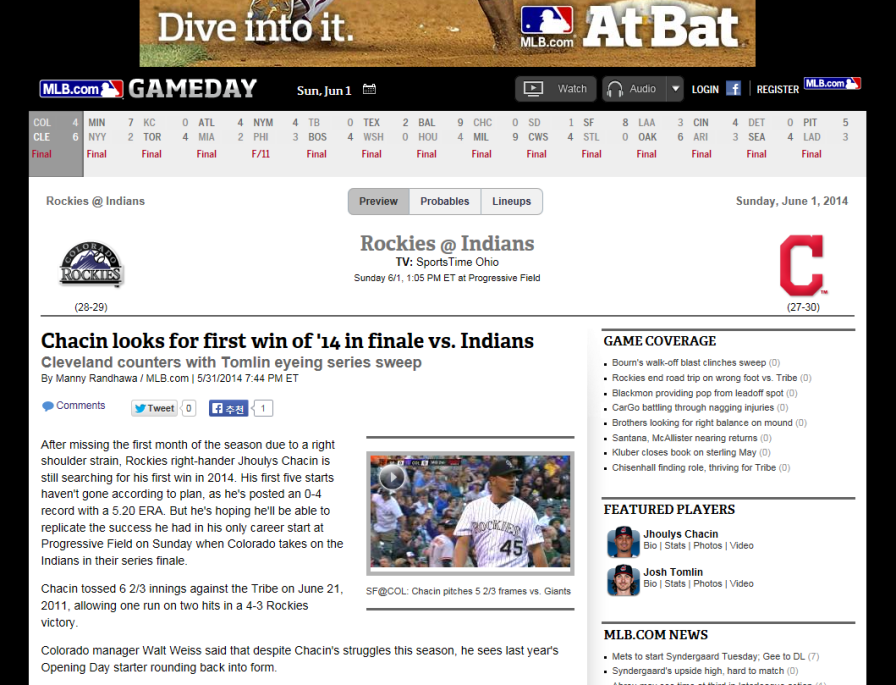 Dive into it.
MLB.com
At Bat
MLB.com GAMEDAY
Sun, Jun 1
Watch
Audio
LOGIN
REGISTER
MLB.com
COL 4
CLE 6
Final
MIN 7
NYY 2
Final
KC 0
TOR 4
Final
ATL 4
MIA 2
Final
NYM 4
PHI 3
F/11
TB 0
BOS 4
Final
TEX 2
WSH 0
Final
BAL 9
HOU 4
Final
CHC 0
MIL 9
Final
SD 1
CWS 4
Final
SF 8
STL 0
Final
LAA 3
OAK 6
Final
CIN 4
ARI 3
Final
DET 0
SEA 4
Final
PIT 5
LAD 3
Final
Rockies @ Indians
Preview
Probables
Lineups
Sunday, June 1, 2014
COLORADO
ROCKIES
(28-29)
Rockies @ Indians
TV: SportsTime Ohio
Sunday 6/1, 1:05 PM ET at Progressive Field
C
(27-30)
Chacin looks for first win of '14 in finale vs. Indians
Cleveland counters with Tomlin eyeing series sweep
By Manny Randhawa / MLB.com | 5/31/2014 7:44 PM ET
Comments
Tweet 0
추천 1
After missing the first month of the season due to a right
shoulder strain, Rockies right-hander Jhoulys Chacin is
still searching for his first win in 2014. His first five starts
haven't gone according to plan, as he's posted an 0-4
record with a 5.20 ERA. But he's hoping he'll be able to
replicate the success he had in his only career start at
Progressive Field on Sunday when Colorado takes on the
Indians in their series finale.
Chacin tossed 6 2/3 innings against the Tribe on June 21,
2011, allowing one run on two hits in a 4-3 Rockies
victory.
Colorado manager Walt Weiss said that despite Chacin's struggles this season, he sees last year's
Opening Day starter rounding back into form.
ROCKIES
45
SF@COL: Chacin pitches 5 2/3 frames vs. Giants
GAME COVERAGE
Bourn's walk-off blast clinches sweep (0)
Rockies end road trip on wrong foot vs. Tribe (0)
Blackmon providing pop from leadoff spot (0)
CarGo battling through nagging injuries (0)
Brothers looking for right balance on mound (0)
Santana, McAllister nearing returns (0)
Kluber closes book on sterling May (0)
Chisenhall finding role, thriving for Tribe (0)
FEATURED PLAYERS
Jhoulys Chacin
Bio | Stats | Photos | Video
Josh Tomlin
Bio | Stats | Photos | Video
MLB.COM NEWS
Mets to start Syndergaard Tuesday; Gee to DL (7)
Syndergaard's upside high, hard to match (0)